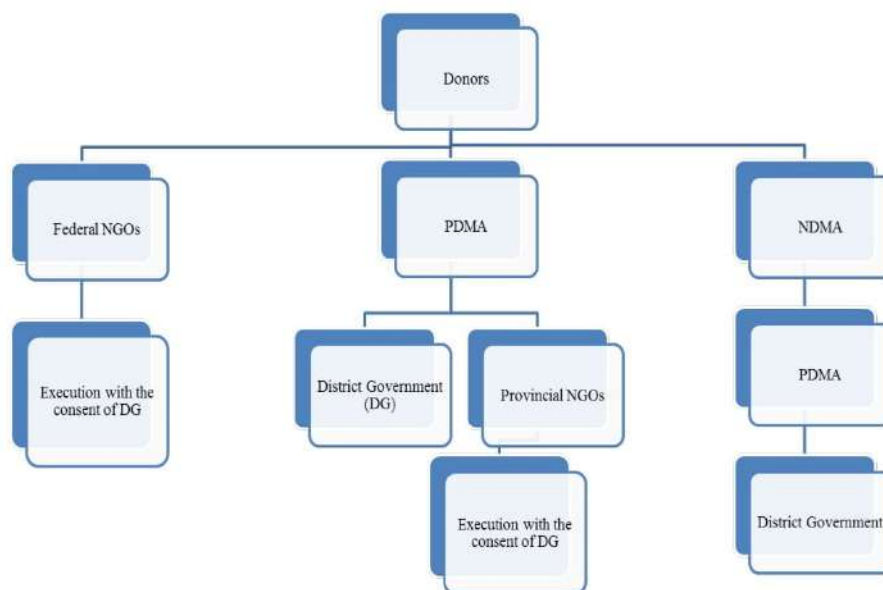 Donors
Federal NGOs
PDMA
NDMA
Execution with the
consent of DG
District Government
(DG)
Provincial NGOs
PDMA
Execution with the
consent of DG
District Government